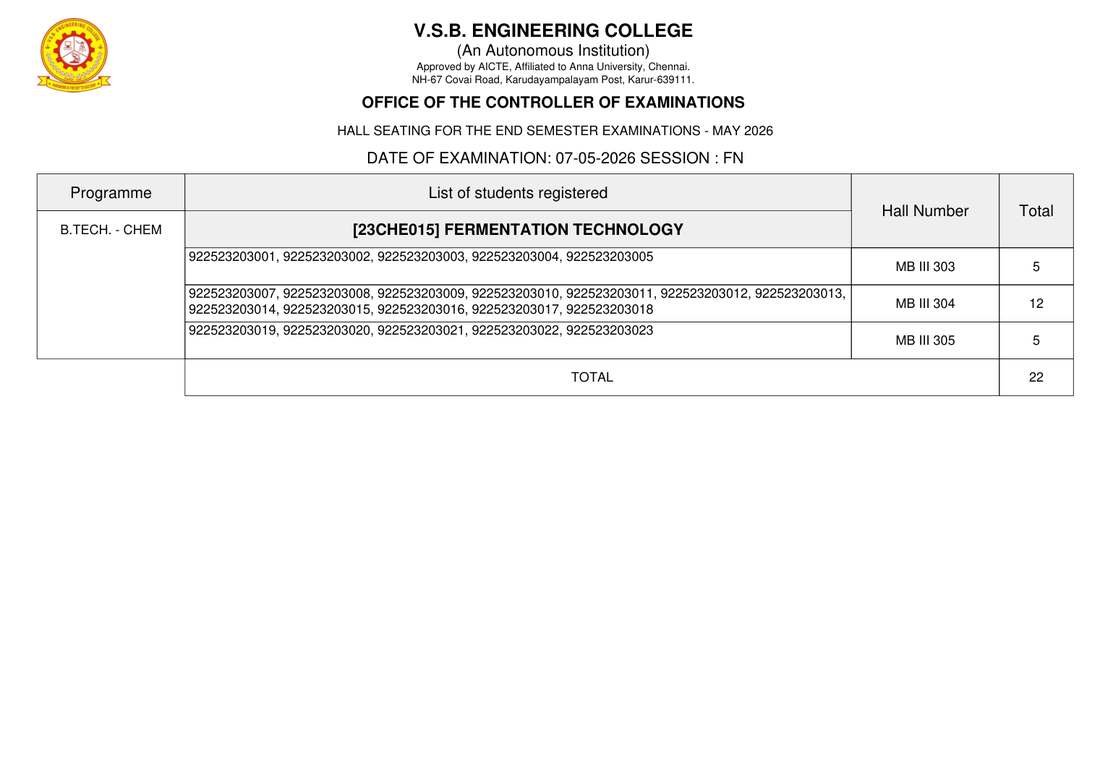 V.S.B. ENGINEERING COLLEGE
(An Autonomous Institution)
Approved by AICTE, Affiliated to Anna University, Chennai.
NH-67 Covai Road, Karudayampalayam Post, Karur-639111.
OFFICE OF THE CONTROLLER OF EXAMINATIONS
HALL SEATING FOR THE END SEMESTER EXAMINATIONS - MAY 2026
DATE OF EXAMINATION: 07-05-2026 SESSION : FN
Programme List of students registered Hall Number Total
B.TECH. - CHEM [23CHE015] FERMENTATION TECHNOLOGY
922523203001, 922523203002, 922523203003, 922523203004, 922523203005 MB III 303 5
922523203007, 922523203008, 922523203009, 922523203010, 922523203011, 922523203012, 922523203013,
922523203014, 922523203015, 922523203016, 922523203017, 922523203018 MB III 304 12
922523203019, 922523203020, 922523203021, 922523203022, 922523203023 MB III 305 5
TOTAL 22